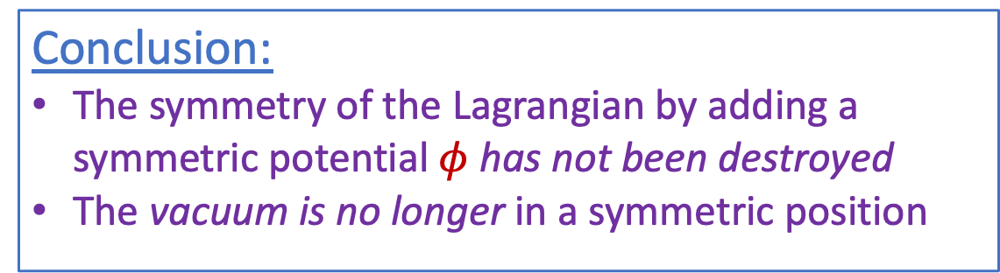 Conclusion:
• The symmetry of the Lagrangian by adding a
symmetric potential ϕ has not been destroyed
• The vacuum is no longer in a symmetric position